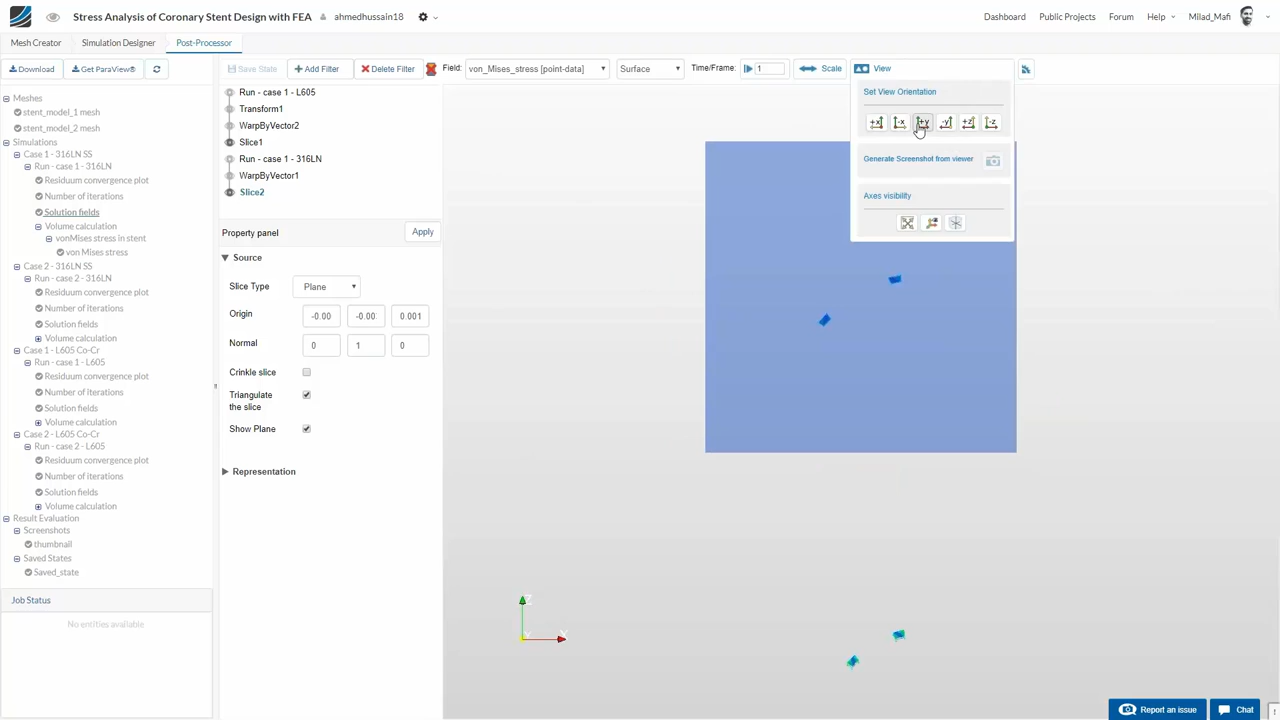 Stress Analysis of Coronary Stent Design with FEA
ahmedhussain18
Dashboard
Public Projects
Forum
Help
Milad_Mafi
Mesh Creator
Simulation Designer
Post-Processor
Download
Get ParaView®
Save State
Add Filter
Delete Filter
Field:
von_Mises_stress [point-data]
Surface
Time/Frame:
1
Scale
View
Meshes
stent_model_1 mesh
stent_model_2 mesh
Simulations
Case 1 - 316LN SS
Run - case 1 - 316LN
Residuum convergence plot
Number of iterations
Solution fields
Volume calculation
vonMises stress in stent
von Mises stress
Case 2 - 316LN SS
Run - case 2 - 316LN
Residuum convergence plot
Number of iterations
Solution fields
Volume calculation
Case 1 - L605 Co-Cr
Run - case 1 - L605
Residuum convergence plot
Number of iterations
Solution fields
Volume calculation
Case 2 - L605 Co-Cr
Run - case 2 - L605
Residuum convergence plot
Number of iterations
Solution fields
Volume calculation
Result Evaluation
Screenshots
thumbnall
Saved States
Saved_state
Job Status
No entities available
Run - case 1 - L605
Transform1
WarpByVector2
Slice1
Run - case 1 - 316LN
WarpByVector1
Slice2
Property panel
Apply
Source
Slice Type
Plane
Origin
-0.00
-0.00
0.001
Normal
0
1
0
Crinkle slice
Triangulate
the slice
Show Plane
Representation
Set View Orientation
+x
-x
+y
-y
+z
-z
Generate Screenshot from viewer
Axes visibility
Z
Y
X
Report an issue
Chat